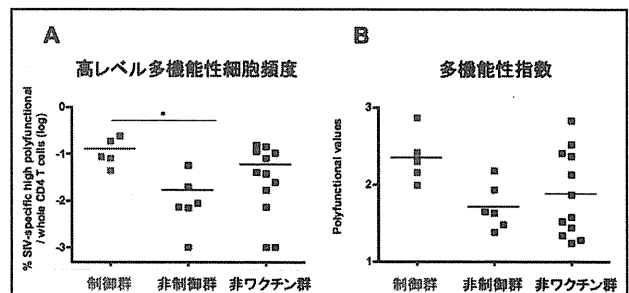 A
高レベル多機能性細胞頻度
% SIV-specific high polyfunctional
/ whole CD4 T cells (log)
0
-1
-2
-3
*
制御群
非制御群
非ワクチン群
B
多機能性指数
Polyfunctional values
3
2
1
制御群
非制御群
非ワクチン群